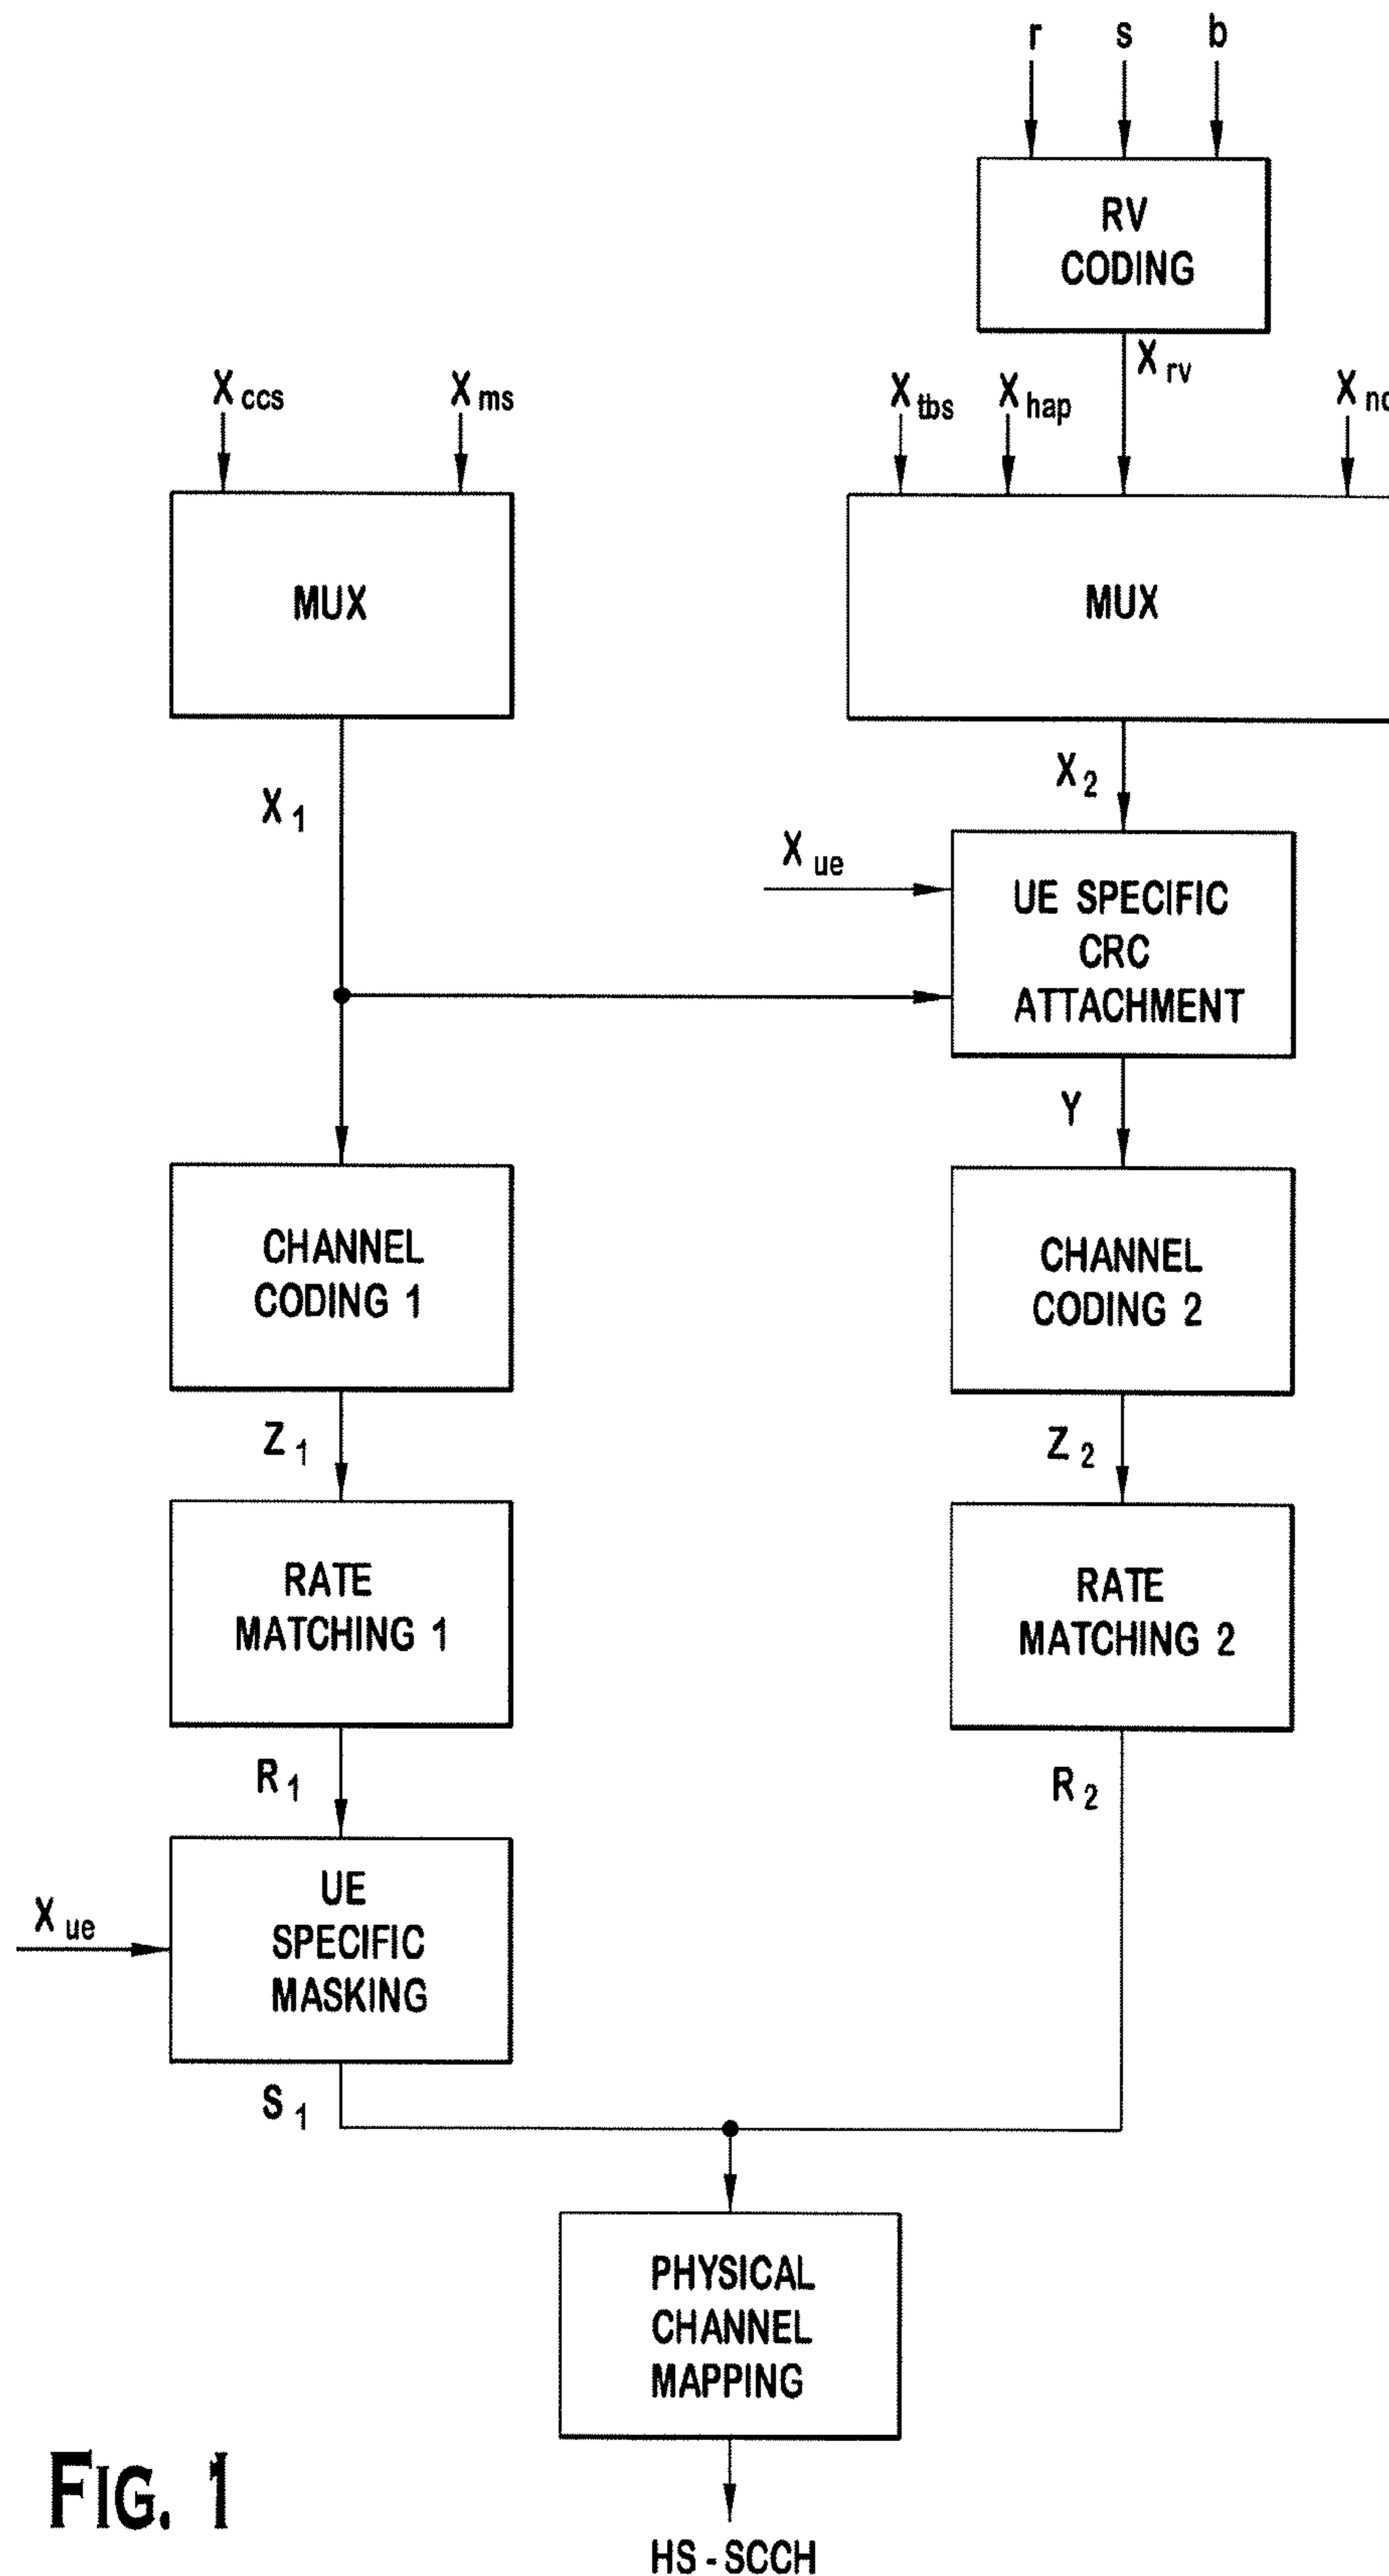 r s b
RV
CODING
X rv
X ccs X ms X tbs X hap
MUX
MUX
X 1
X 2
X ue
UE SPECIFIC
CRC
ATTACHMENT
Y
CHANNEL
CODING 1
CHANNEL
CODING 2
Z 1
Z 2
RATE
MATCHING 1
RATE
MATCHING 2
R 1
R 2
X ue
UE
SPECIFIC
MASKING
S 1
PHYSICAL
CHANNEL
MAPPING
FIG. 1
HS - SCCH